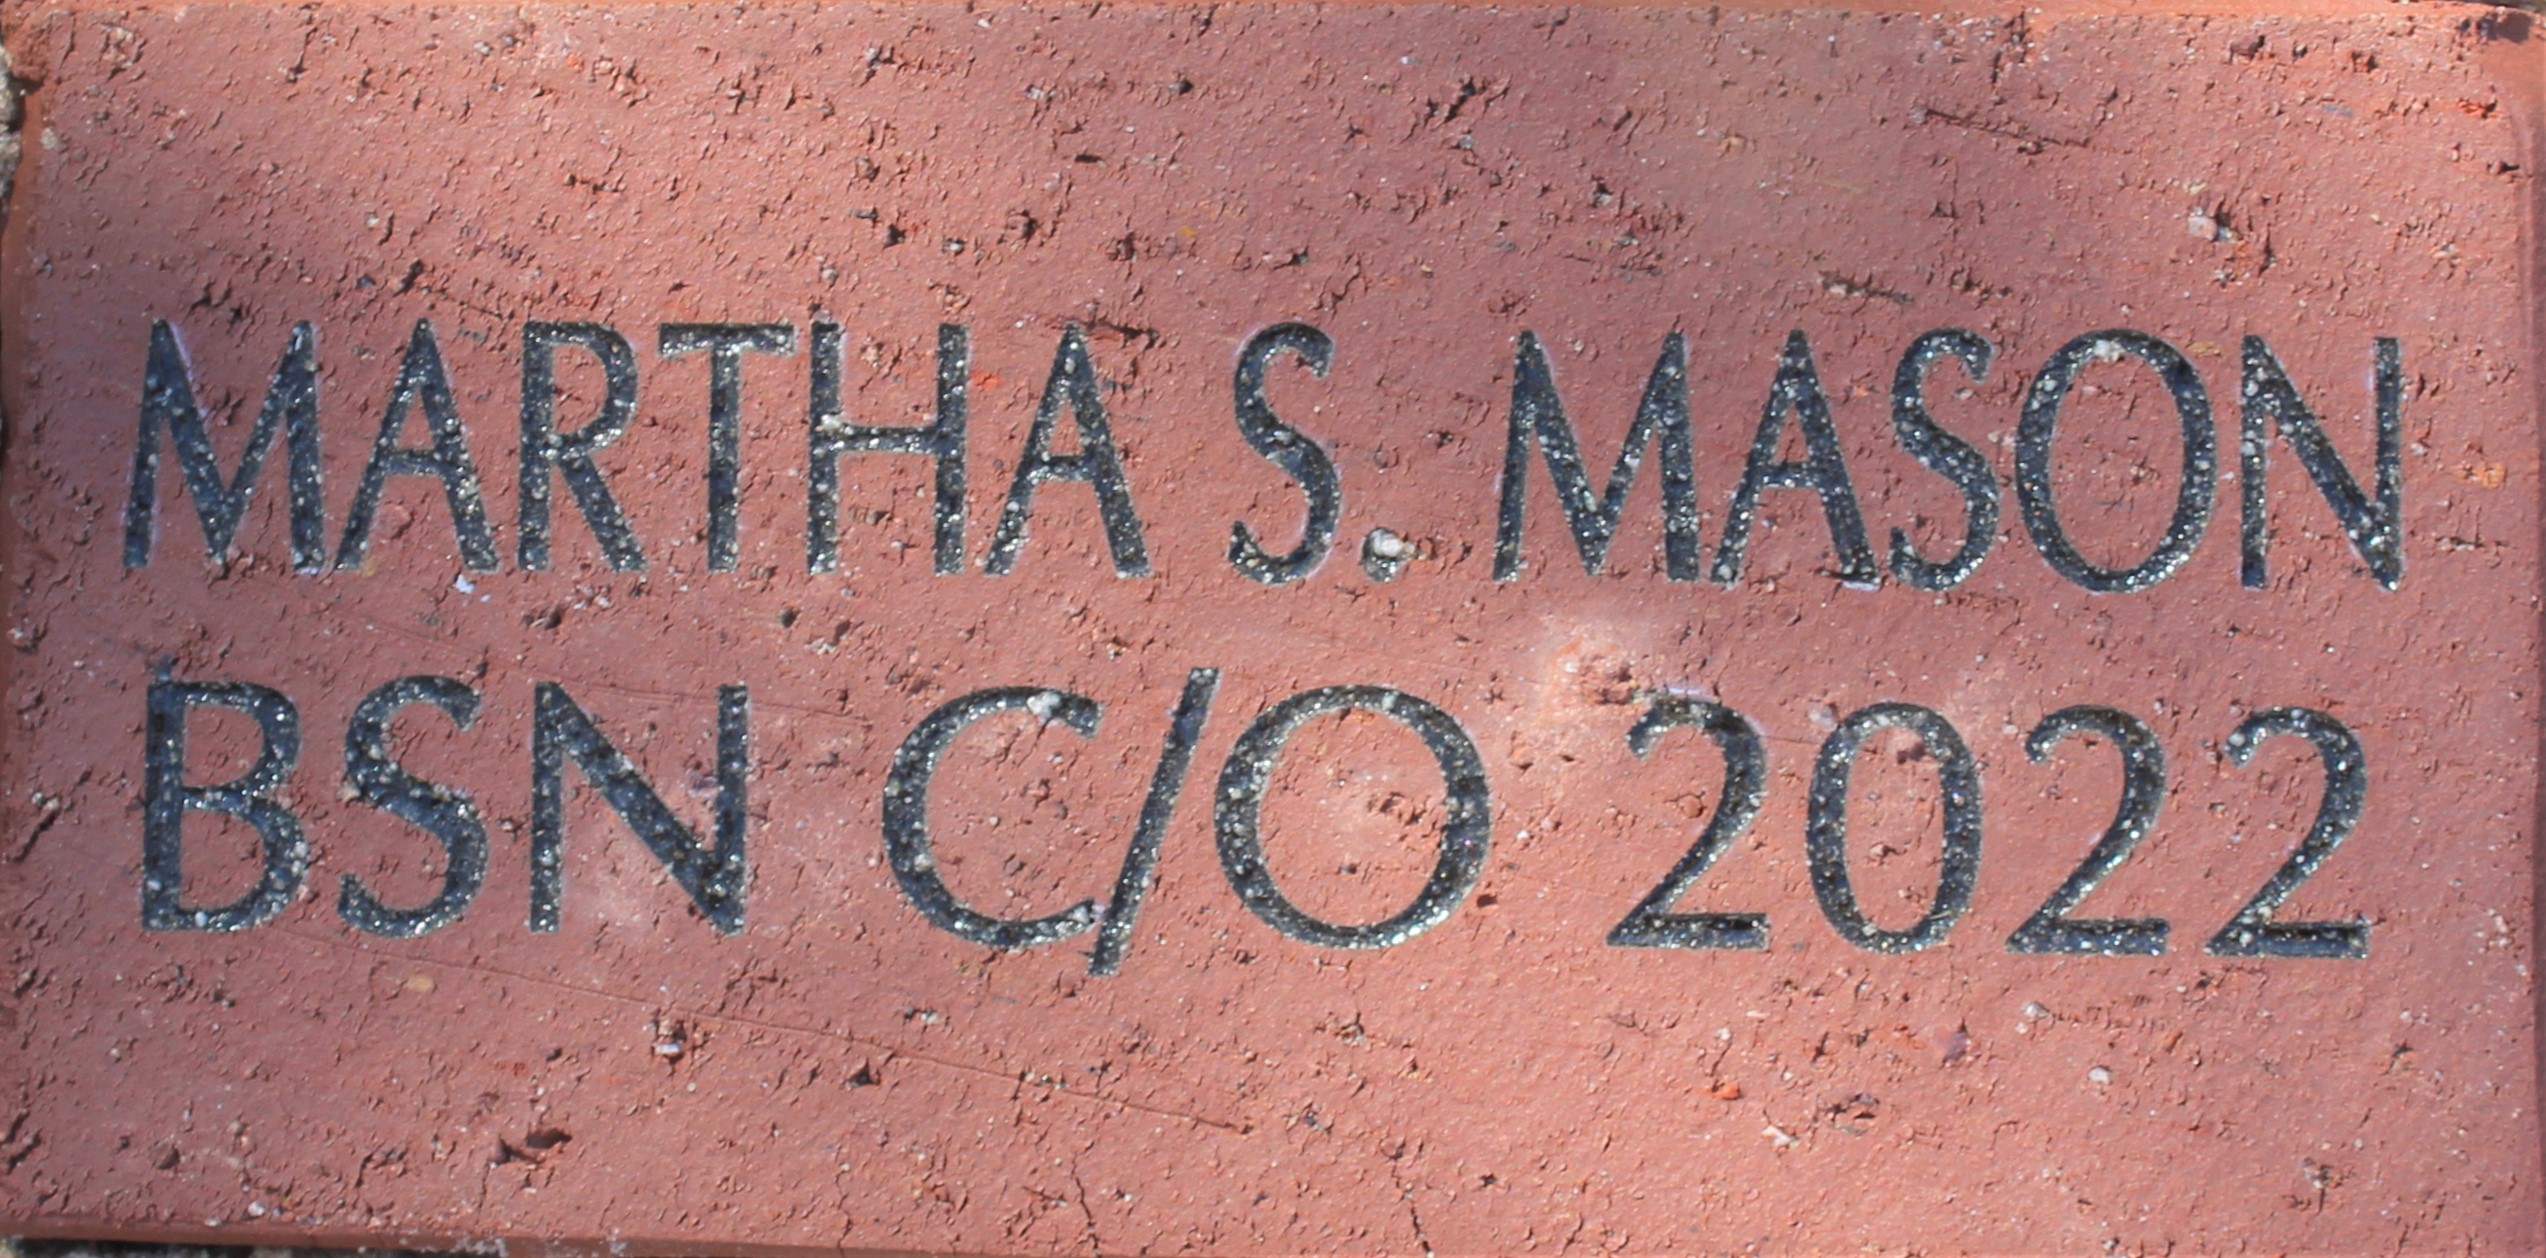 MARTHA S. MASON
BSN C/O 2022